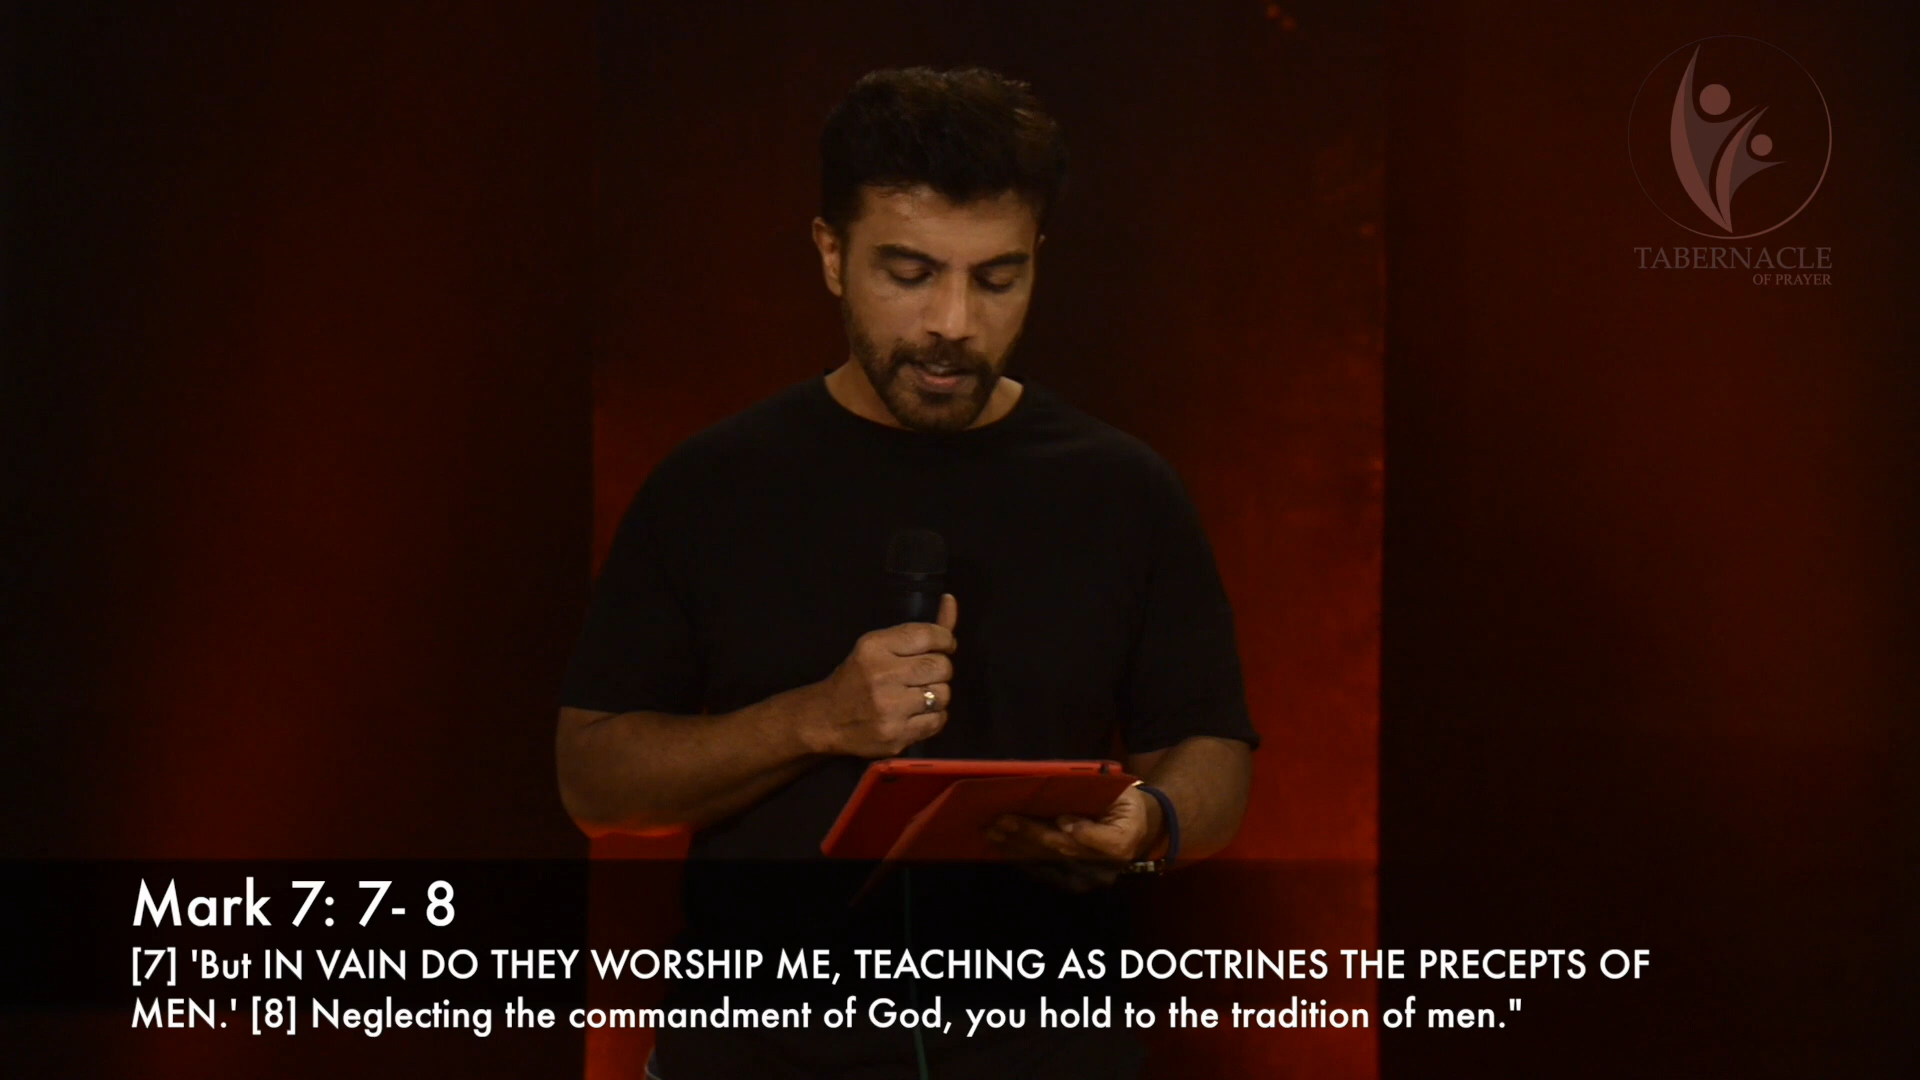 TABERNACLE
OF PRAYER
Mark 7: 7- 8
[7] 'But IN VAIN DO THEY WORSHIP ME, TEACHING AS DOCTRINES THE PRECEPTS OF
MEN.' [8] Neglecting the commandment of God, you hold to the tradition of men."